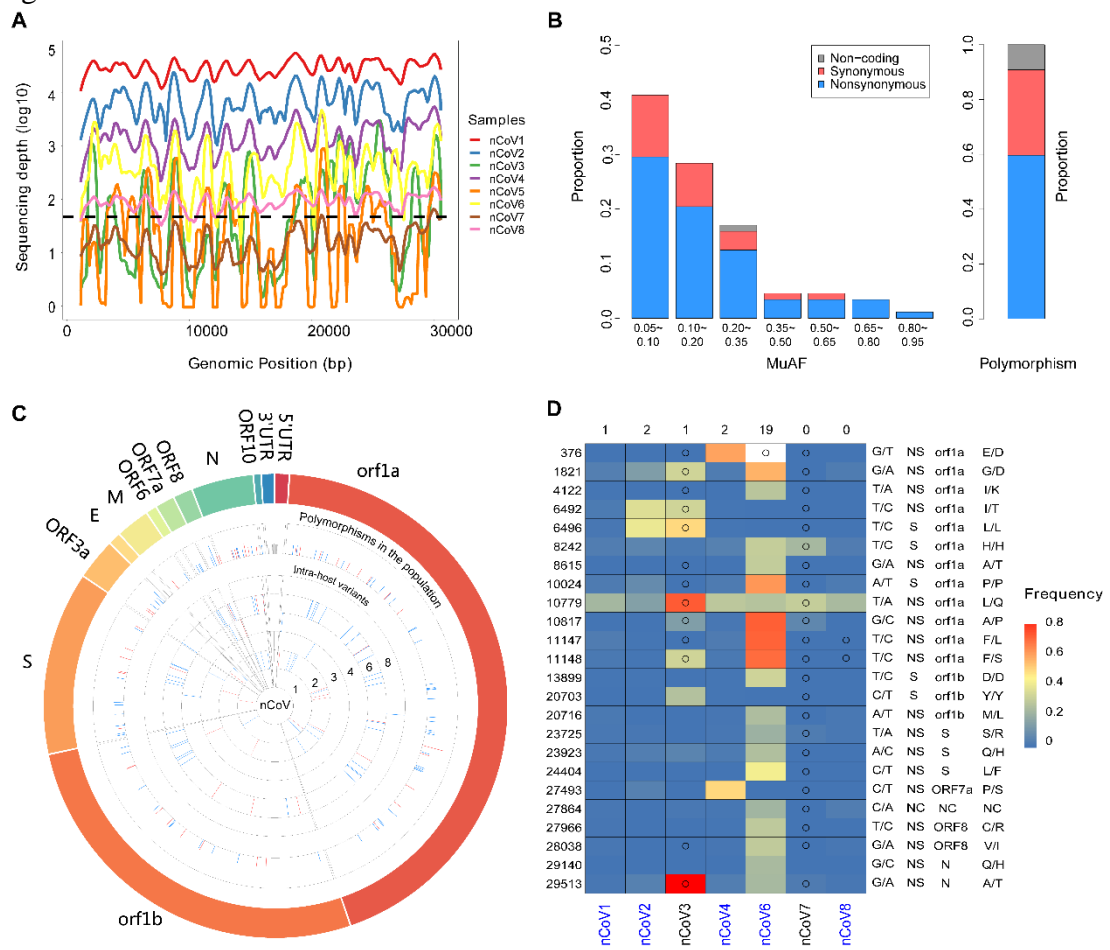 A
Sequencing depth (log10)
5
4
3
2
1
0
0
10000
20000
30000
Genomic Position (bp)
Samples
nCoV1
nCoV2
nCoV3
nCoV4
nCoV5
nCoV6
nCoV7
nCoV8
B
Proportion
0.5
0.4
0.3
0.2
0.1
0.0
Non−coding
Synonymous
Nonsynonymous
0.05~ 0.10~ 0.20~ 0.35~ 0.50~ 0.65~ 0.80~
0.10 0.20 0.35 0.50 0.65 0.80 0.95
MuAF
1.0
0.8
0.6
0.4
0.2
0.0
Proportion
Polymorphism
C
5'UTR
3'UTR
ORF10
N
ORF8
ORF7a
ORF6
M
E
ORF3a
S
orf1b
orf1a
Polymorphisms in the population
Intra-host variants
1 2 3 4 6 8
nCoV
D
1 2 1 2 19 0 0
376 G/T NS orf1a E/D
1821 G/A NS orf1a G/D
4122 T/A NS orf1a I/K
6492 T/C NS orf1a I/T
6496 T/C S orf1a L/L
8242 T/C S orf1a H/H
8615 G/A NS orf1a A/T
10024 A/T S orf1a P/P
10779 T/A NS orf1a L/Q
10817 G/C NS orf1a A/P
11147 T/C NS orf1a F/L
11148 T/C NS orf1a F/S
13899 T/C S orf1b D/D
20703 C/T S orf1b Y/Y
20716 A/T NS orf1b M/L
23725 T/A NS S S/R
23923 A/C NS S Q/H
24404 C/T NS S L/F
27493 C/T NS ORF7a P/S
27864 C/A NC NC NC
27966 T/C NS ORF8 C/R
28038 G/A NS ORF8 V/I
29140 G/C NS N Q/H
29513 G/A NS N A/T
nCoV1 nCoV2 nCoV3 nCoV4 nCoV6 nCoV7 nCoV8
Frequency
0.8
0.6
0.4
0.2
0